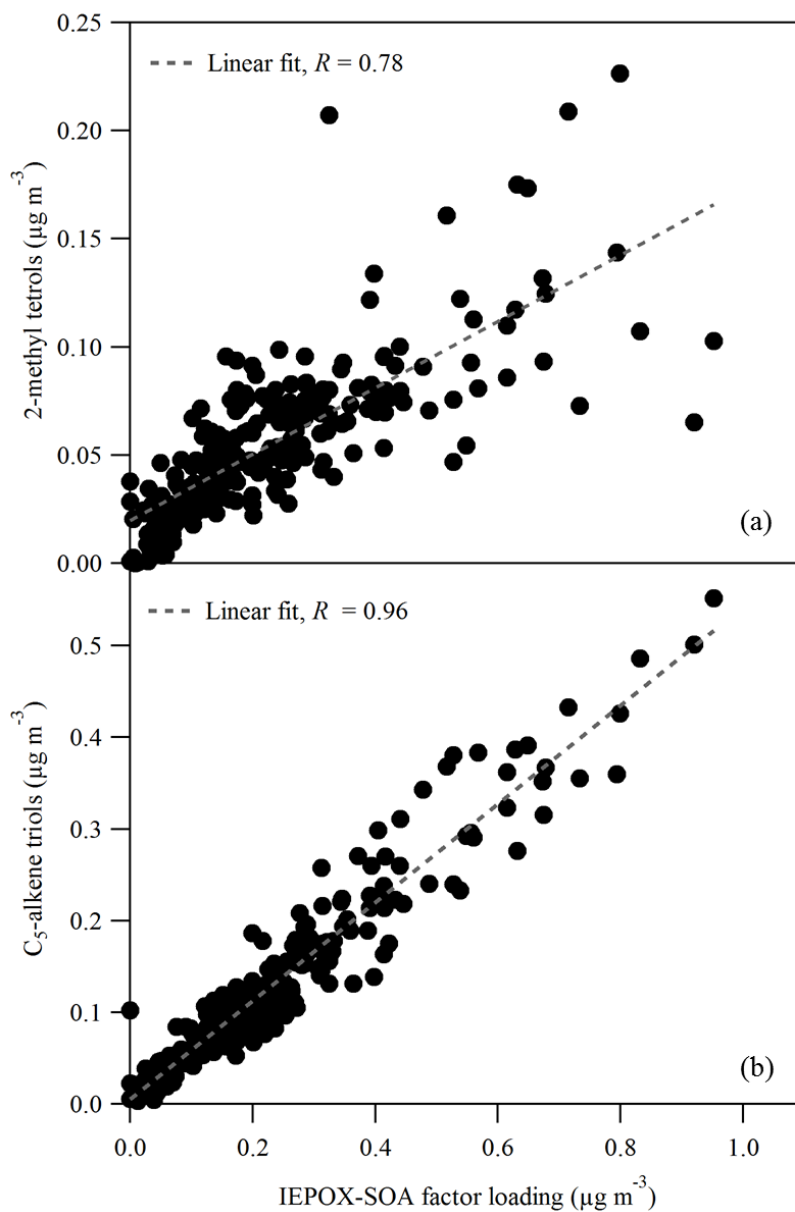 0.25
Linear fit, R = 0.78
0.20
0.15
2-methyl tetrols (µg m⁻³)
0.10
0.05
(a)
0.00
Linear fit, R = 0.96
0.5
0.4
C₅-alkene triols (µg m⁻³)
0.3
0.2
0.1
(b)
0.0
0.0 0.2 0.4 0.6 0.8 1.0
IEPOX-SOA factor loading (µg m⁻³)